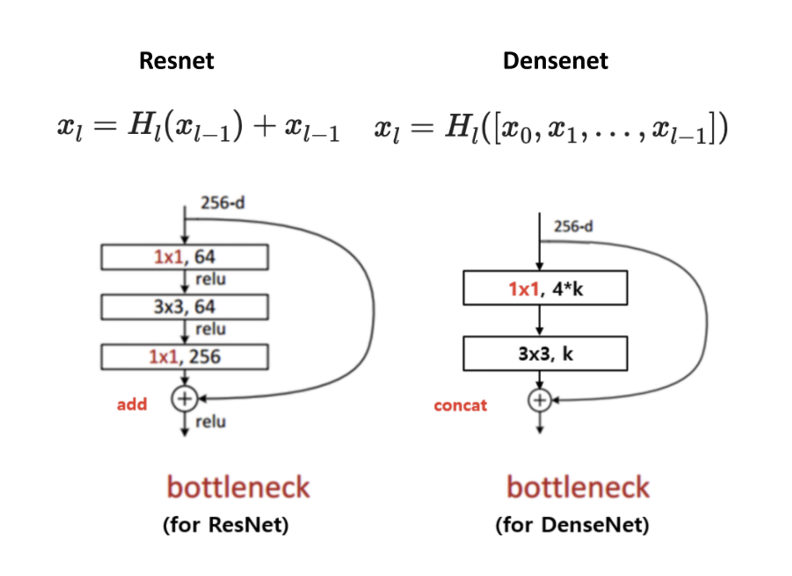 Resnet
x_l = H_l(x_{l-1}) + x_{l-1}
256-d
1x1, 64
relu
3x3, 64
relu
1x1, 256
add
+
relu
bottleneck
(for ResNet)
Densenet
x_l = H_l([x_0, x_1, . . . , x_{l-1}])
256-d
1x1, 4*k
3x3, k
concat
+
bottleneck
(for DenseNet)